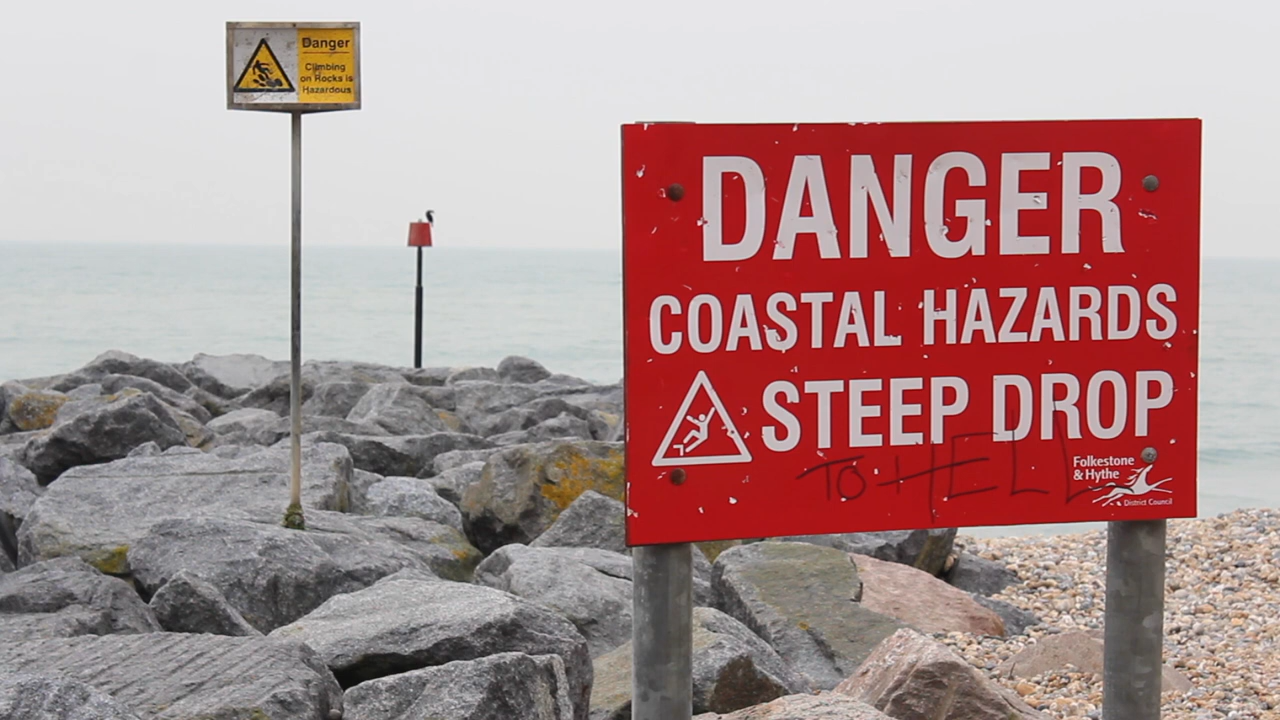 Danger
Climbing
on Rocks is
Hazardous
DANGER
COASTAL HAZARDS
STEEP DROP
TO HELL
Folkestone
& Hythe
District Council